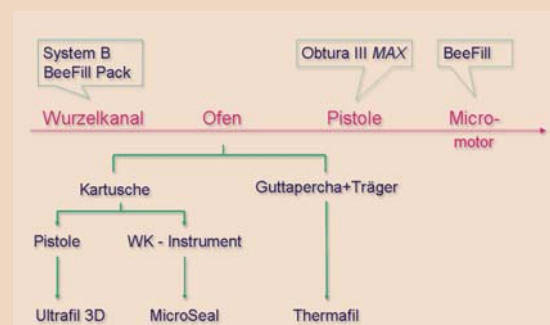 System B
BeeFill Pack
Obtura III MAX
BeeFill
Wurzelkanal
Ofen
Pistole
Micro-
motor
Kartusche
Guttapercha+Träger
Pistole
WK - Instrument
Ultrafil 3D
MicroSeal
Thermafil